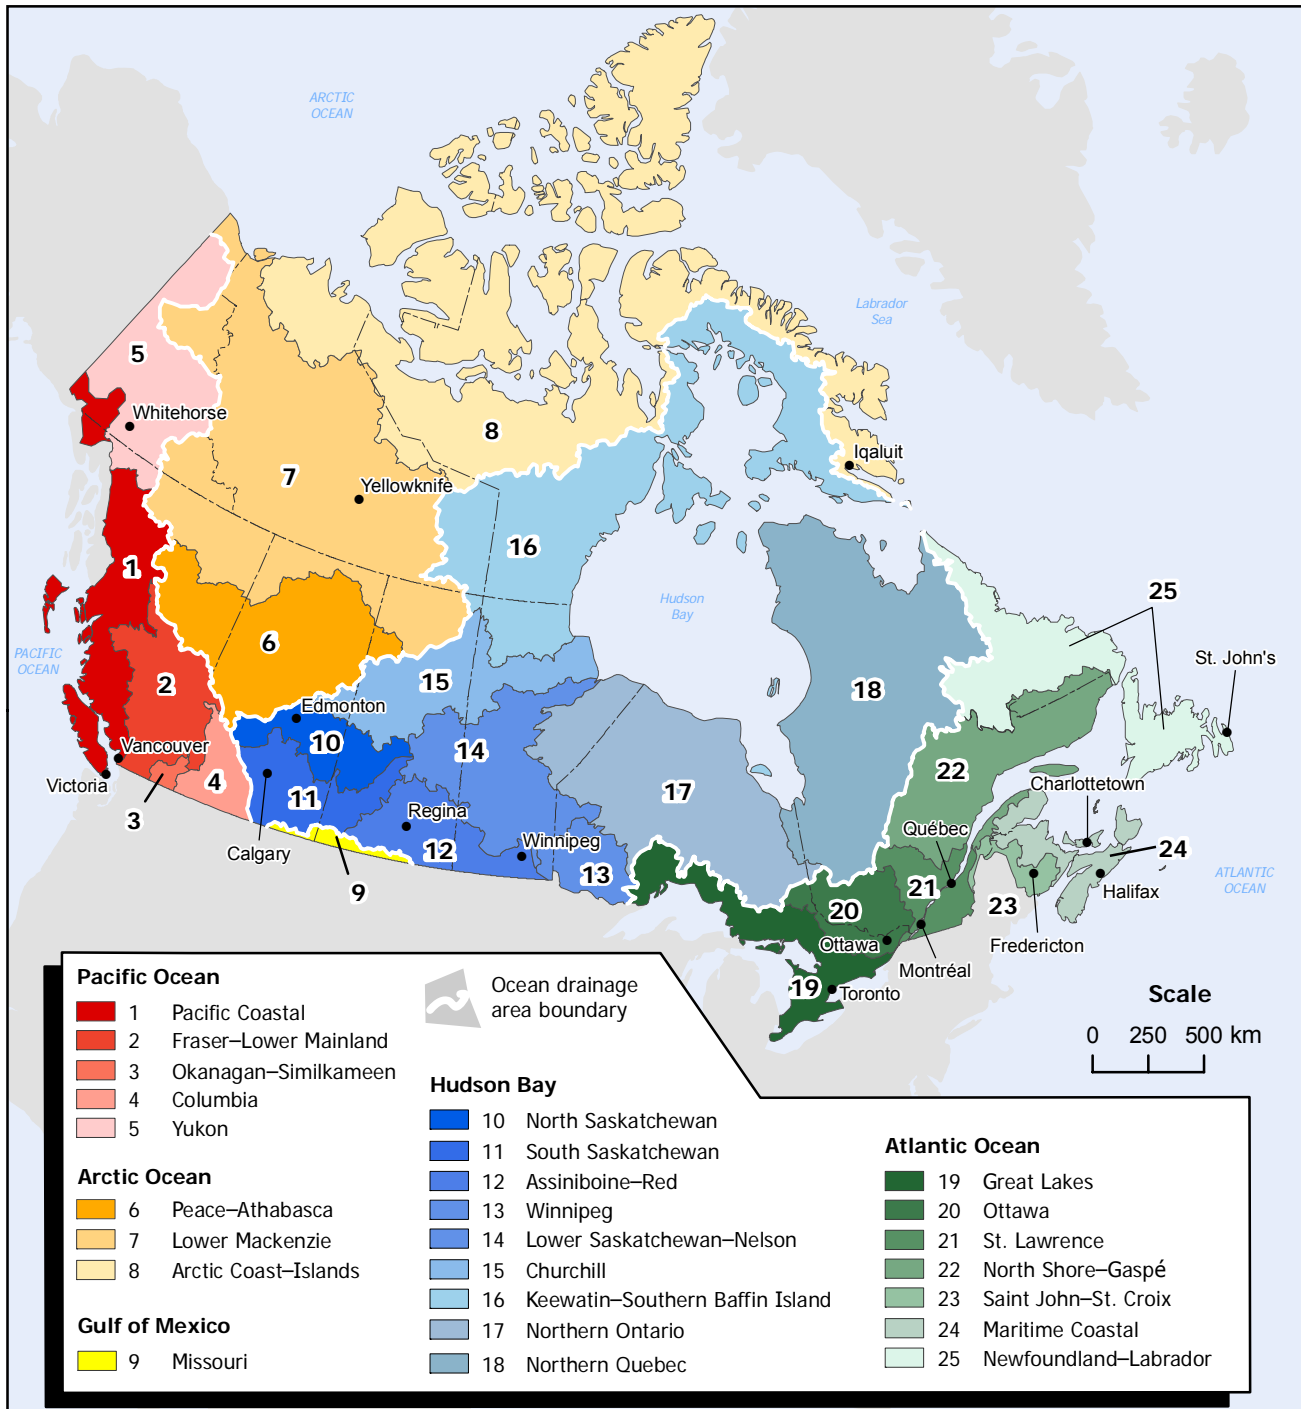 ARCTIC
OCEAN
Labrador
Sea
5
Whitehorse
8
Iqaluit
7
Yellowknife
16
1
Hudson
Bay
25
6
PACIFIC
OCEAN
St. John's
2
15
18
Edmonton
10
14
Vancouver
4
22
Victoria
Charlottetown
11
17
3
Regina
Québec
Calgary
12
Winnipeg
24
9
13
21
ATLANTIC
OCEAN
Halifax
20
23
Ottawa
Fredericton
Montréal
19
Toronto
Scale
0 250 500 km
Ocean drainage
area boundary
Pacific Ocean
1 Pacific Coastal
2 Fraser–Lower Mainland
3 Okanagan–Similkameen
4 Columbia
5 Yukon
Arctic Ocean
6 Peace–Athabasca
7 Lower Mackenzie
8 Arctic Coast–Islands
Gulf of Mexico
9 Missouri
Hudson Bay
10 North Saskatchewan
11 South Saskatchewan
12 Assiniboine–Red
13 Winnipeg
14 Lower Saskatchewan–Nelson
15 Churchill
16 Keewatin–Southern Baffin Island
17 Northern Ontario
18 Northern Quebec
Atlantic Ocean
19 Great Lakes
20 Ottawa
21 St. Lawrence
22 North Shore–Gaspé
23 Saint John–St. Croix
24 Maritime Coastal
25 Newfoundland–Labrador